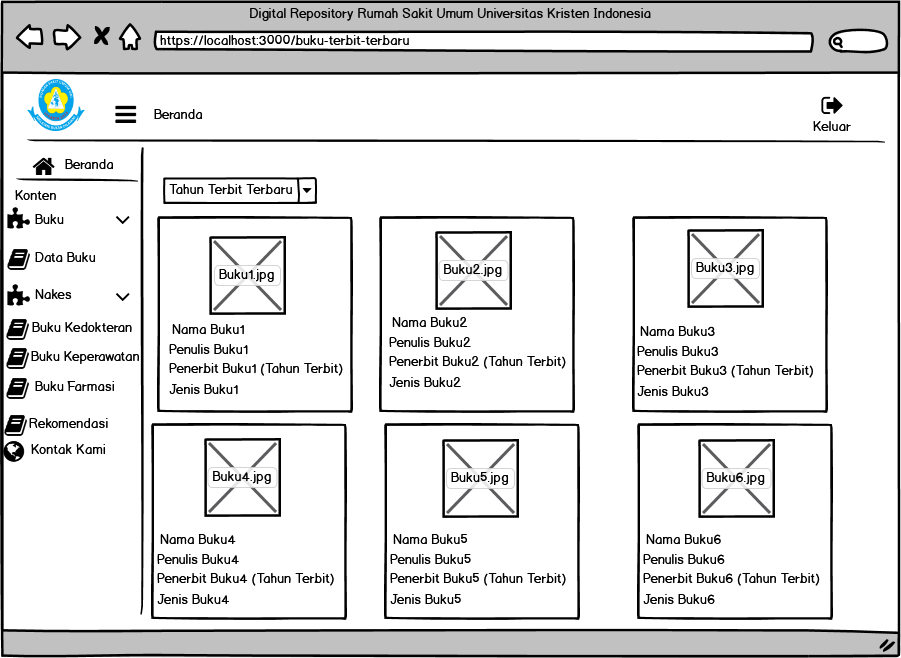 Digital Repository Rumah Sakit Umum Universitas Kristen Indonesia
https://localhost:3000/buku-terbit-terbaru
Beranda
Keluar
Beranda
Konten
Buku
Data Buku
Nakes
Buku Kedokteran
Buku Keperawatan
Buku Farmasi
Rekomendasi
Kontak Kami
Tahun Terbit Terbaru
Buku1.jpg
Nama Buku1
Penulis Buku1
Penerbit Buku1 (Tahun Terbit)
Jenis Buku1
Buku2.jpg
Nama Buku2
Penulis Buku2
Penerbit Buku2 (Tahun Terbit)
Jenis Buku2
Buku3.jpg
Nama Buku3
Penulis Buku3
Penerbit Buku3 (Tahun Terbit)
Jenis Buku3
Buku4.jpg
Nama Buku4
Penulis Buku4
Penerbit Buku4 (Tahun Terbit)
Jenis Buku4
Buku5.jpg
Nama Buku5
Penulis Buku5
Penerbit Buku5 (Tahun Terbit)
Jenis Buku5
Buku6.jpg
Nama Buku6
Penulis Buku6
Penerbit Buku6 (Tahun Terbit)
Jenis Buku6